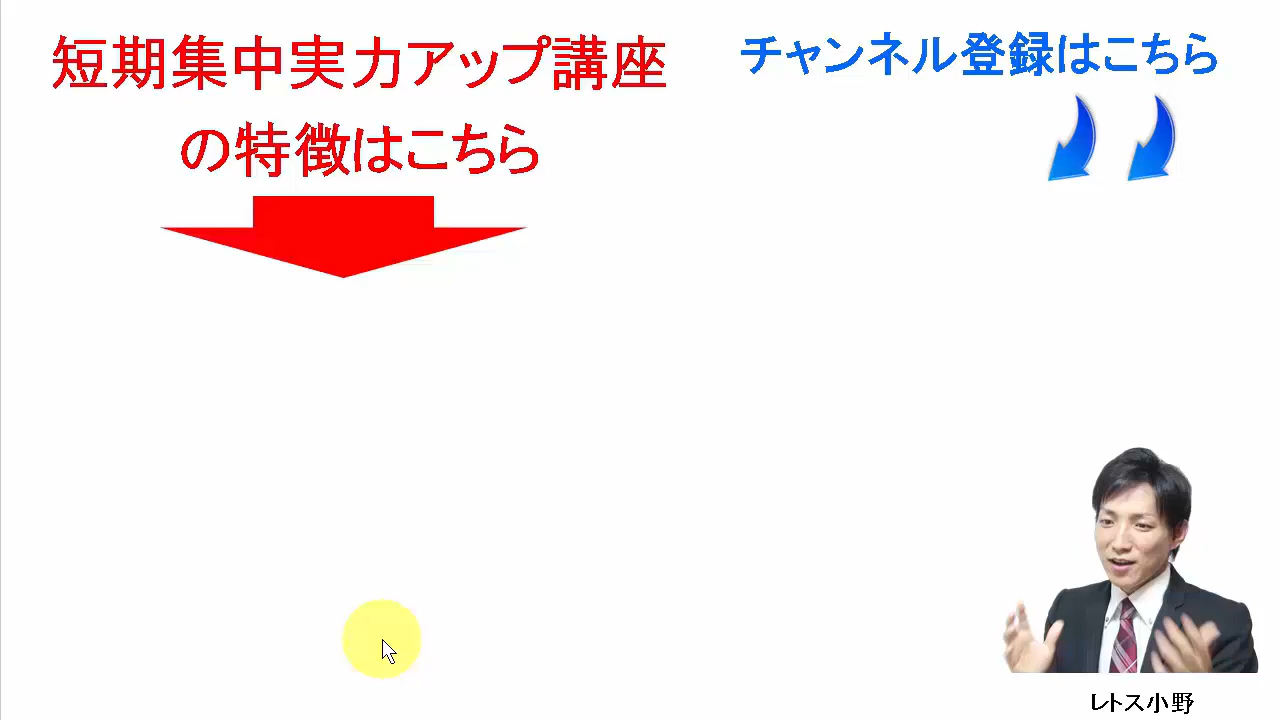 短期集中実力アップ講座
の特徴はこちら
チャンネル登録はこちら
レトス小野